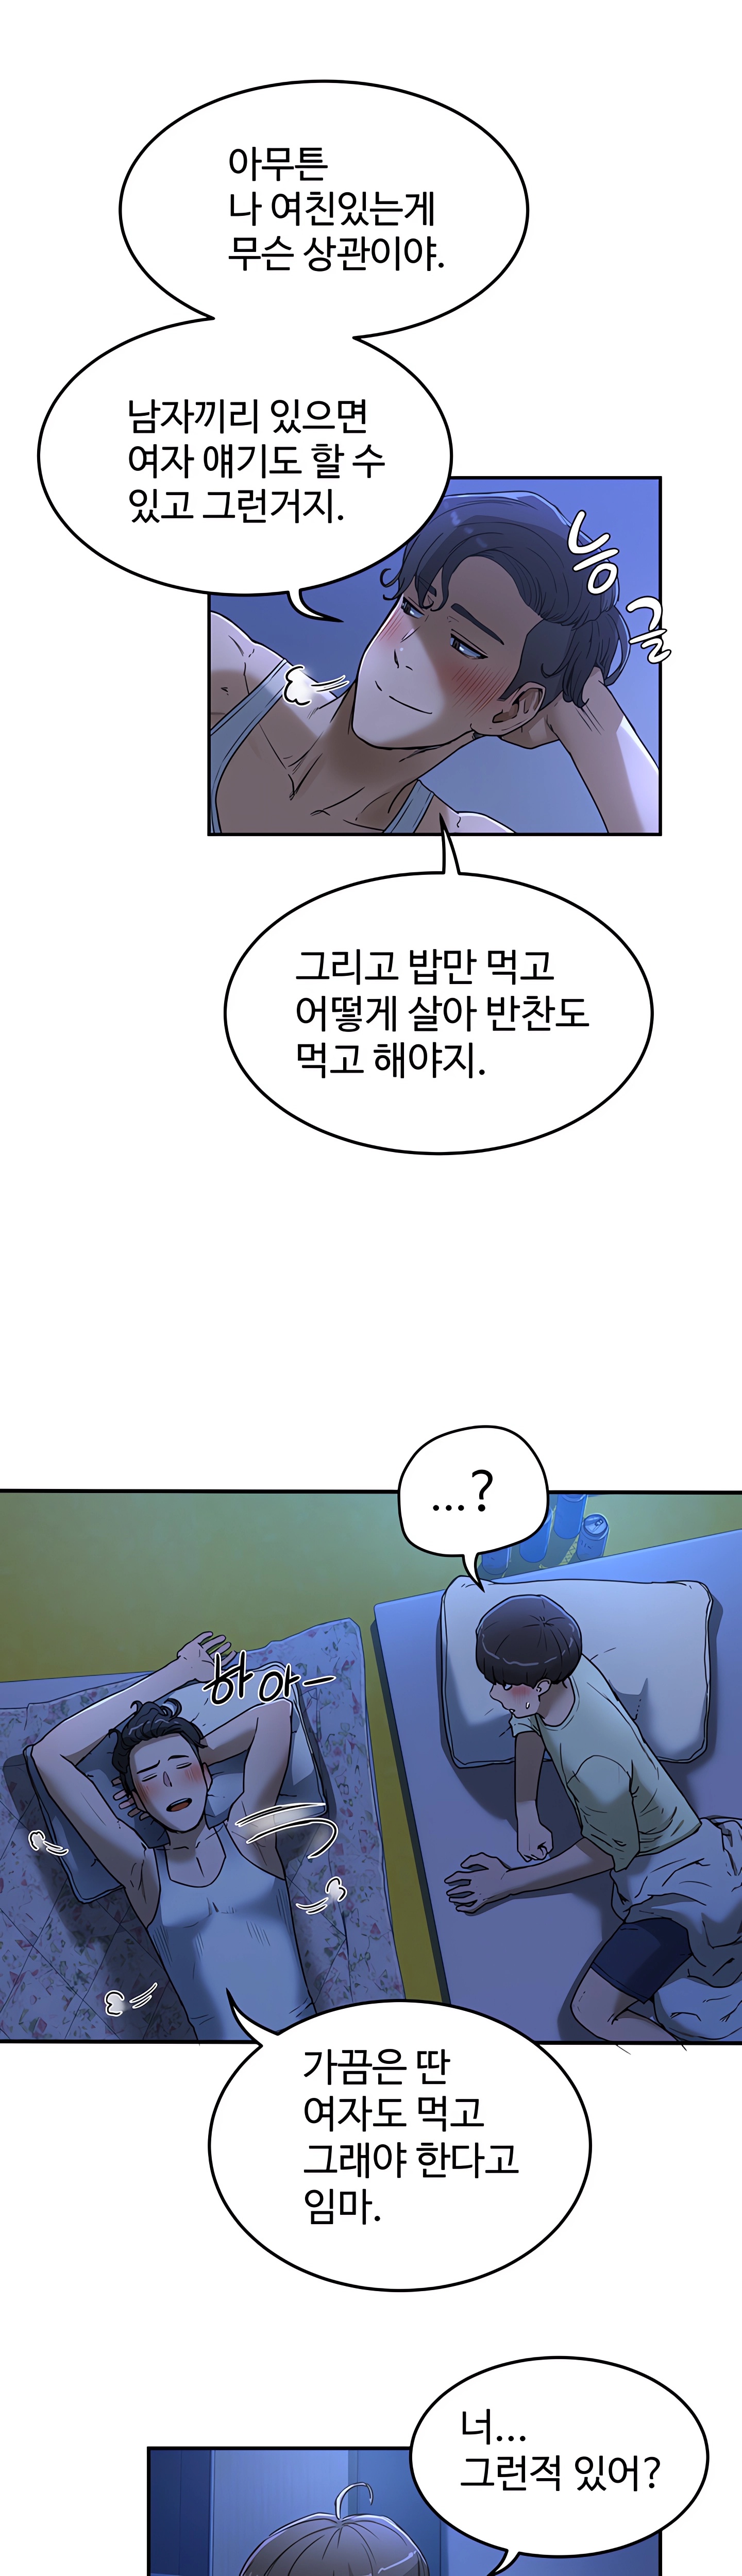 아무튼
나 여친있는게
무슨 상관이야.
남자끼리 있으면
여자 얘기도 할 수
있고 그런거지.
능
글
그리고 밥만 먹고
어떻게 살아 반찬도
먹고 해야지.
...?
하아-
가끔은 딴
여자도 먹고
그래야 한다고
임마.
너...
그런적 있어?